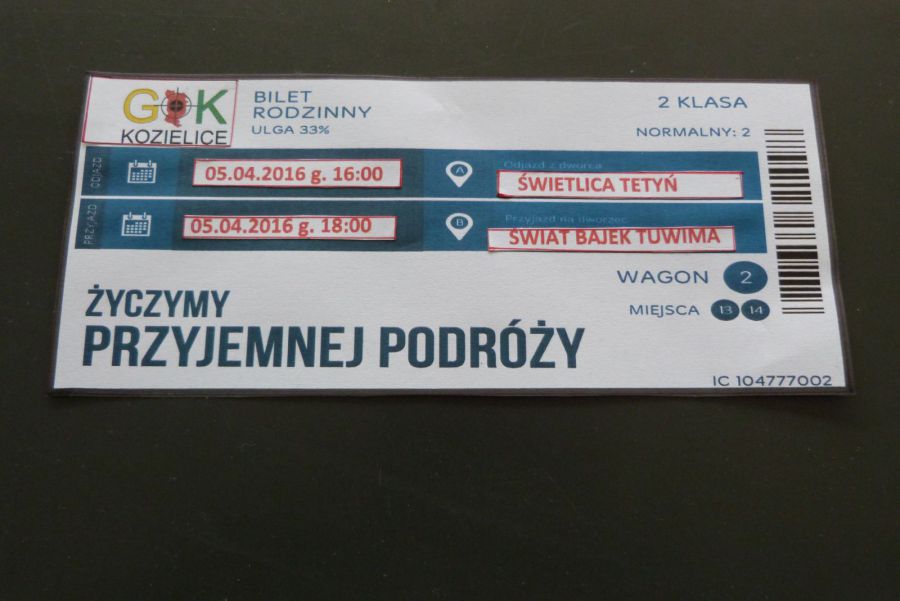 GOK
KOZIELICE
BILET
RODZINNY
ULGA 33%
2 KLASA
NORMALNY: 2
ODJAZD
05.04.2016 g. 16:00
A
Odjazd z dworca
ŚWIETLICA TETYŃ
PRZYJAZD
05.04.2016 g. 18:00
B
Przyjazd na dworzec
ŚWIAT BAJEK TUWIMA
WAGON 2
MIEJSCA 13 14
ŻYCZYMY
PRZYJEMNEJ PODRÓŻY
IC 104777002